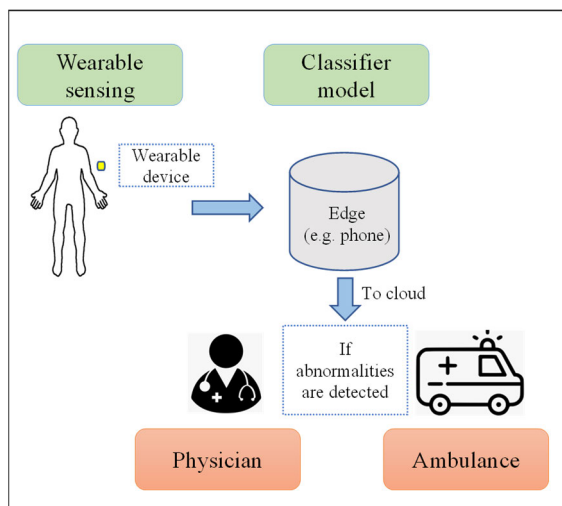 Wearable
sensing
Classifier
model
Wearable
device
Edge
(e.g. phone)
To cloud
If
abnormalities
are detected
Physician
Ambulance